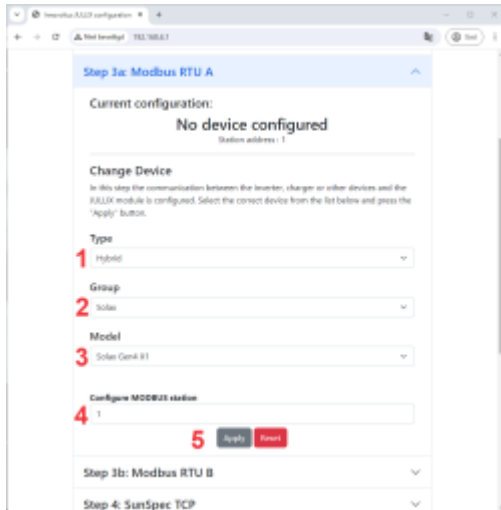 Innovoltus JULLIX configuration
Niet beveiligd 192.168.6.1
Step 3a: Modbus RTU A
Current configuration:
No device configured
Station address : 1
Change Device
In this step the communication between the Inverter, charger or other devices and the
JULLIX module is configured. Select the correct device from the list below and press the
"Apply" button.
Type
1 Hybrid
Group
2 Solax
Model
3 Solax Gen4 X1
Configure MODBUS station
4 1
5 Apply Reset
Step 3b: Modbus RTU B
Step 4: SunSpec TCP